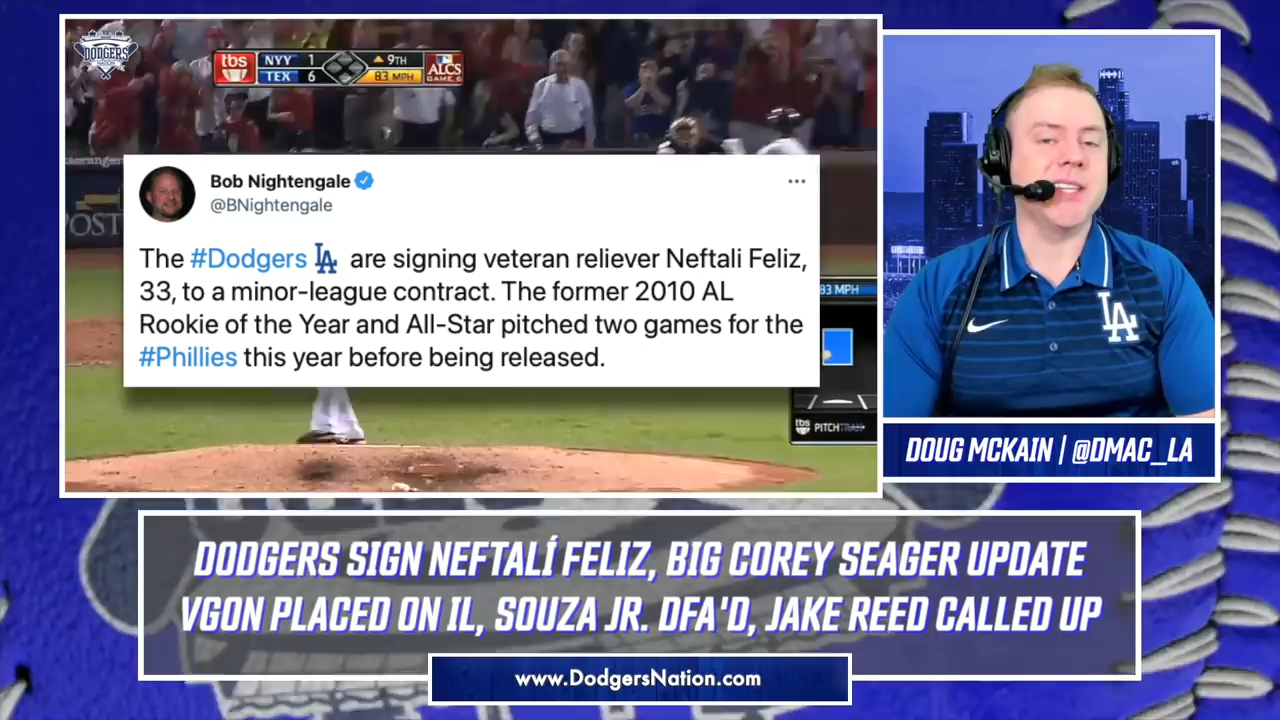 DODGERS
tbs
NYY 1
TEX 6
9TH
83 MPH
ALCS
GAME 6
Bob Nightengale
@BNightengale
The #Dodgers LA are signing veteran reliever Neftali Feliz,
33, to a minor-league contract. The former 2010 AL
Rookie of the Year and All-Star pitched two games for the
#Phillies this year before being released.
83 MPH
tbs PITCHTRAX
LA
DOUG MCKAIN | @DMAC_LA
DODGERS SIGN NEFTALÍ FELIZ, BIG COREY SEAGER UPDATE
VGON PLACED ON IL, SOUZA JR. DFA'D, JAKE REED CALLED UP
www.DodgersNation.com